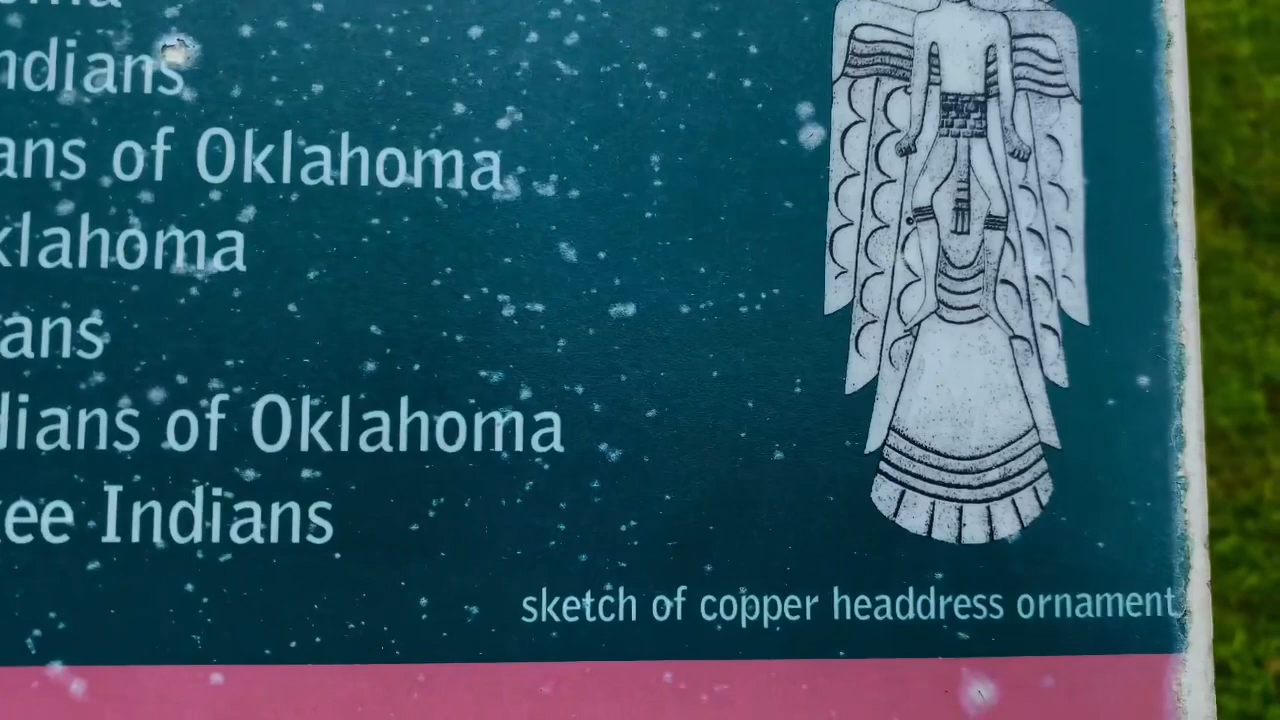 ndians
ans of Oklahoma
klahoma
ans
dians of Oklahoma
ee Indians
sketch of copper headdress ornament